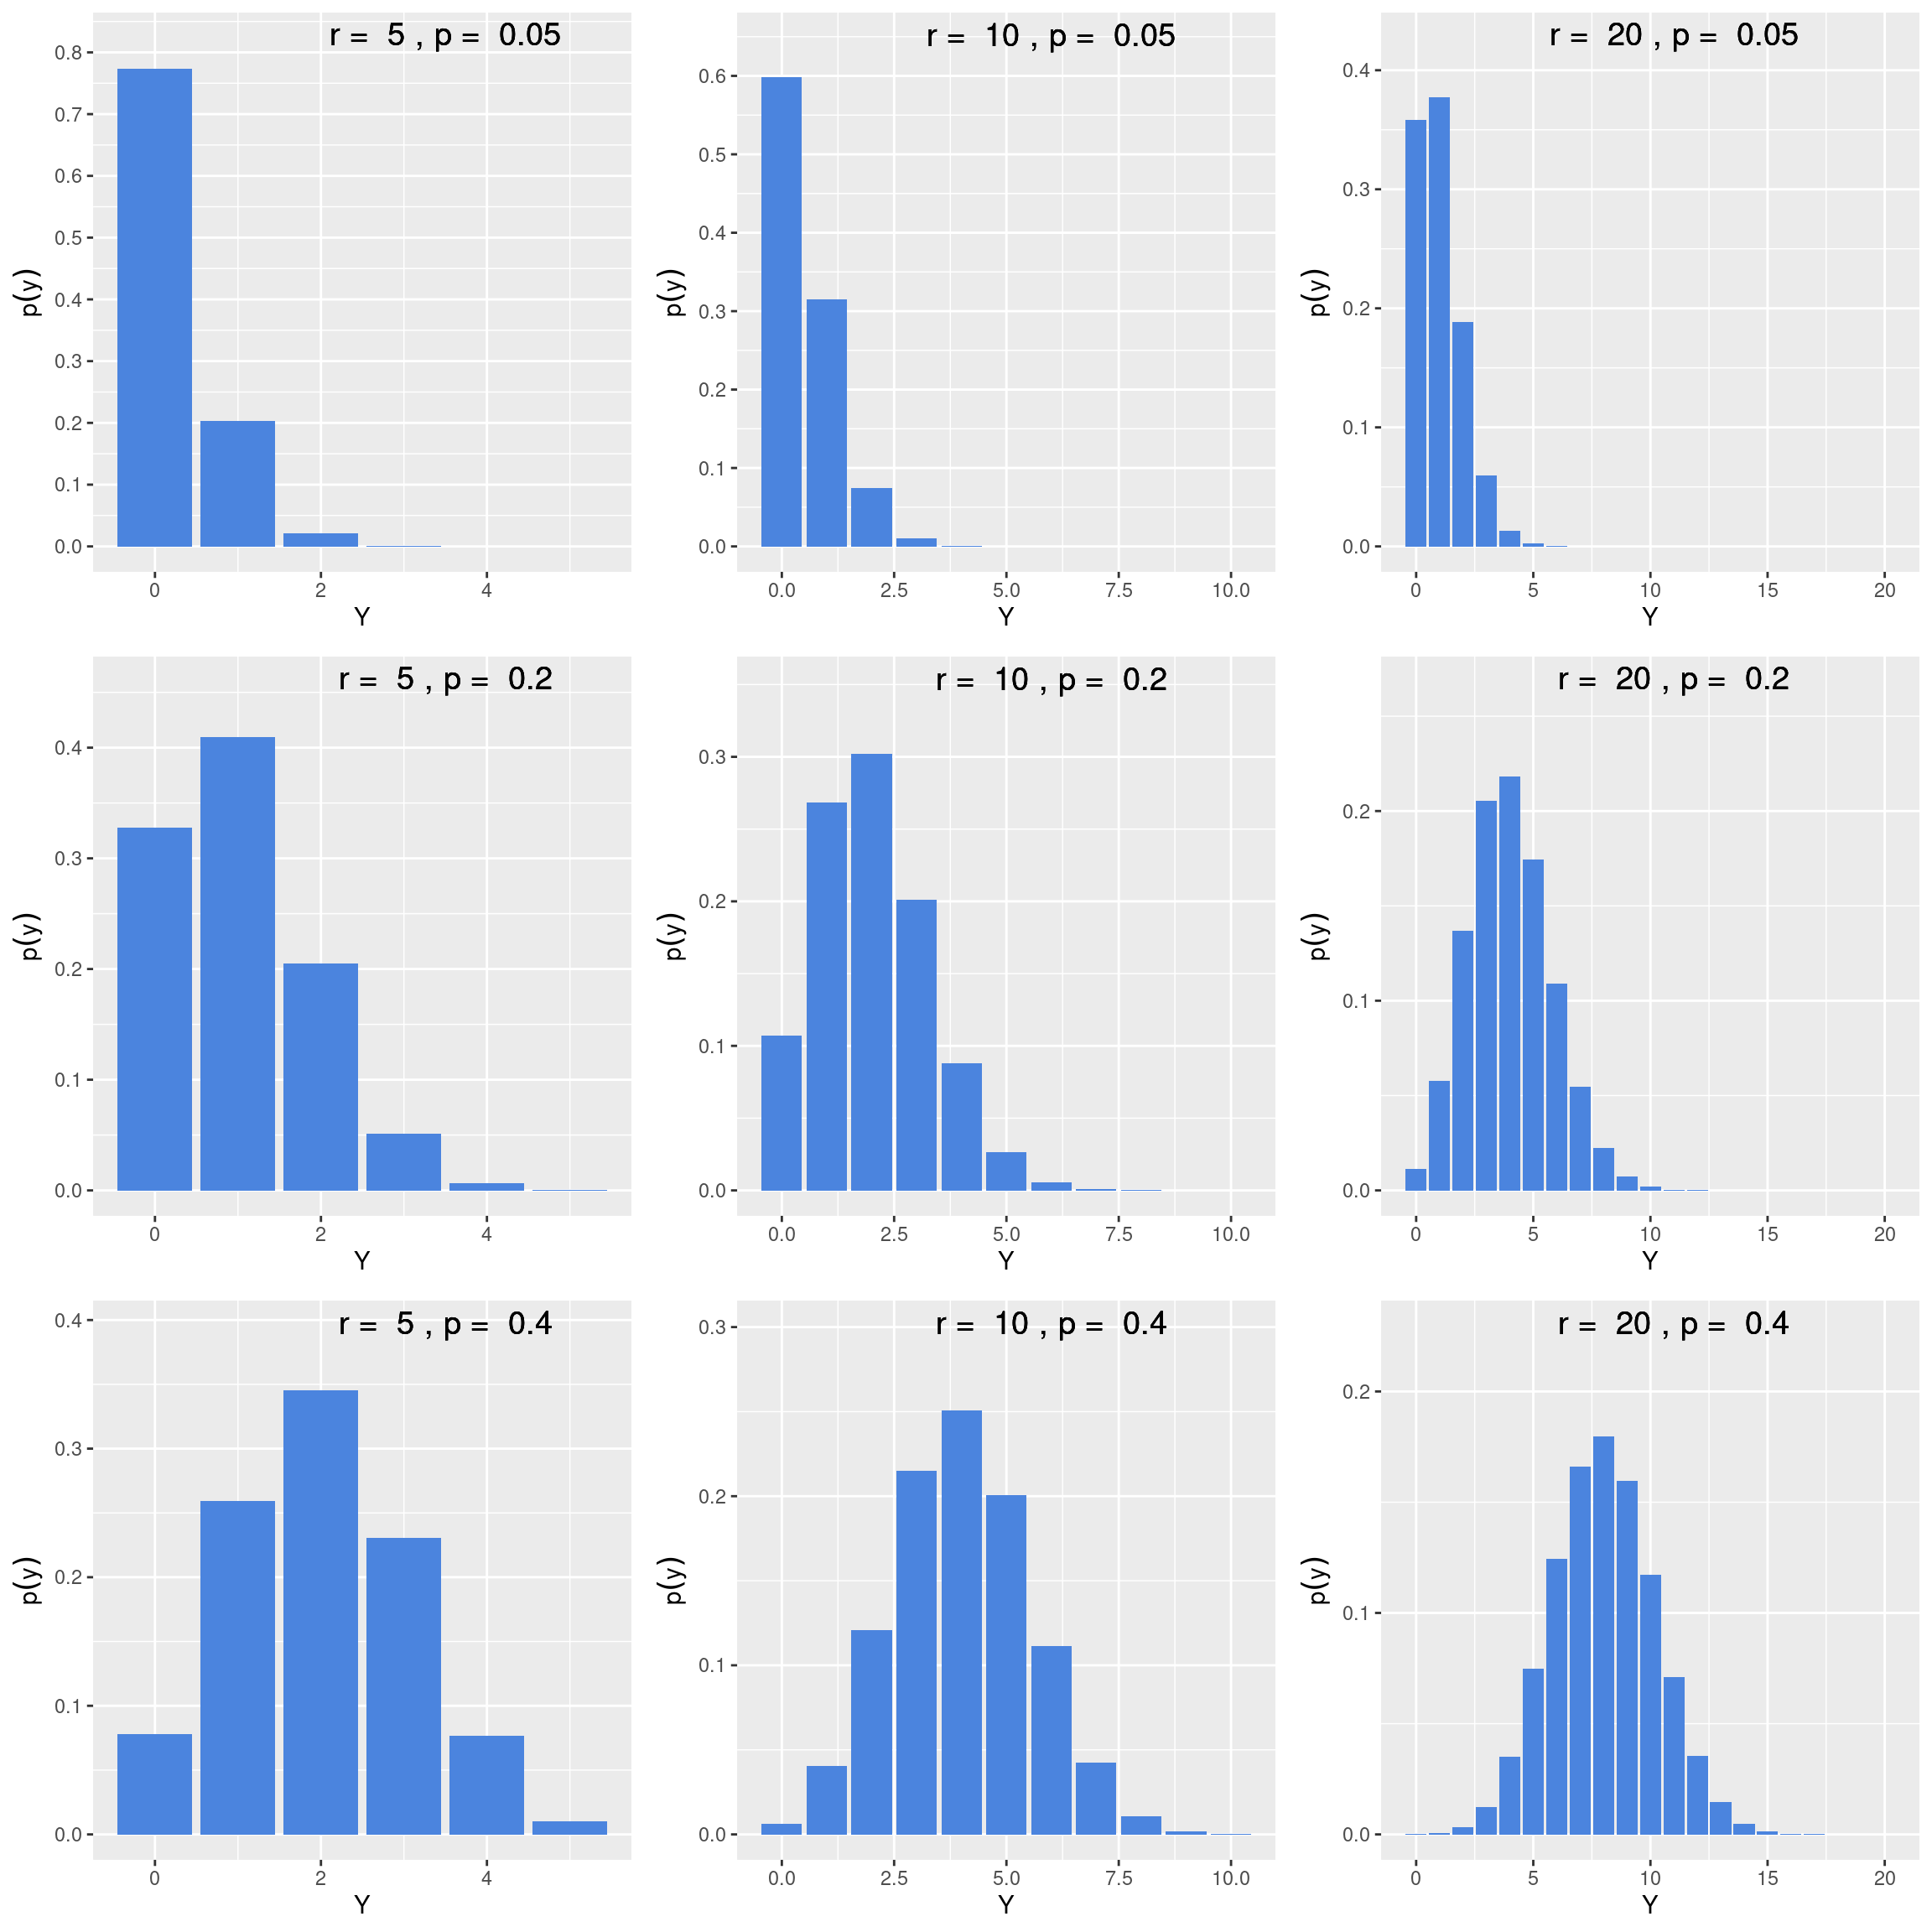 r = 5 , p = 0.05
0.8
0.7
0.6
0.5
0.4
0.3
0.2
0.1
0.0
p(y)
0 2 4
Y
r = 10 , p = 0.05
0.6
0.5
0.4
0.3
0.2
0.1
0.0
p(y)
0.0 2.5 5.0 7.5 10.0
Y
r = 20 , p = 0.05
0.4
0.3
0.2
0.1
0.0
p(y)
0 5 10 15 20
Y
r = 5 , p = 0.2
0.4
0.3
0.2
0.1
0.0
p(y)
0 2 4
Y
r = 10 , p = 0.2
0.3
0.2
0.1
0.0
p(y)
0.0 2.5 5.0 7.5 10.0
Y
r = 20 , p = 0.2
0.2
0.1
0.0
p(y)
0 5 10 15 20
Y
r = 5 , p = 0.4
0.4
0.3
0.2
0.1
0.0
p(y)
0 2 4
Y
r = 10 , p = 0.4
0.3
0.2
0.1
0.0
p(y)
0.0 2.5 5.0 7.5 10.0
Y
r = 20 , p = 0.4
0.2
0.1
0.0
p(y)
0 5 10 15 20
Y